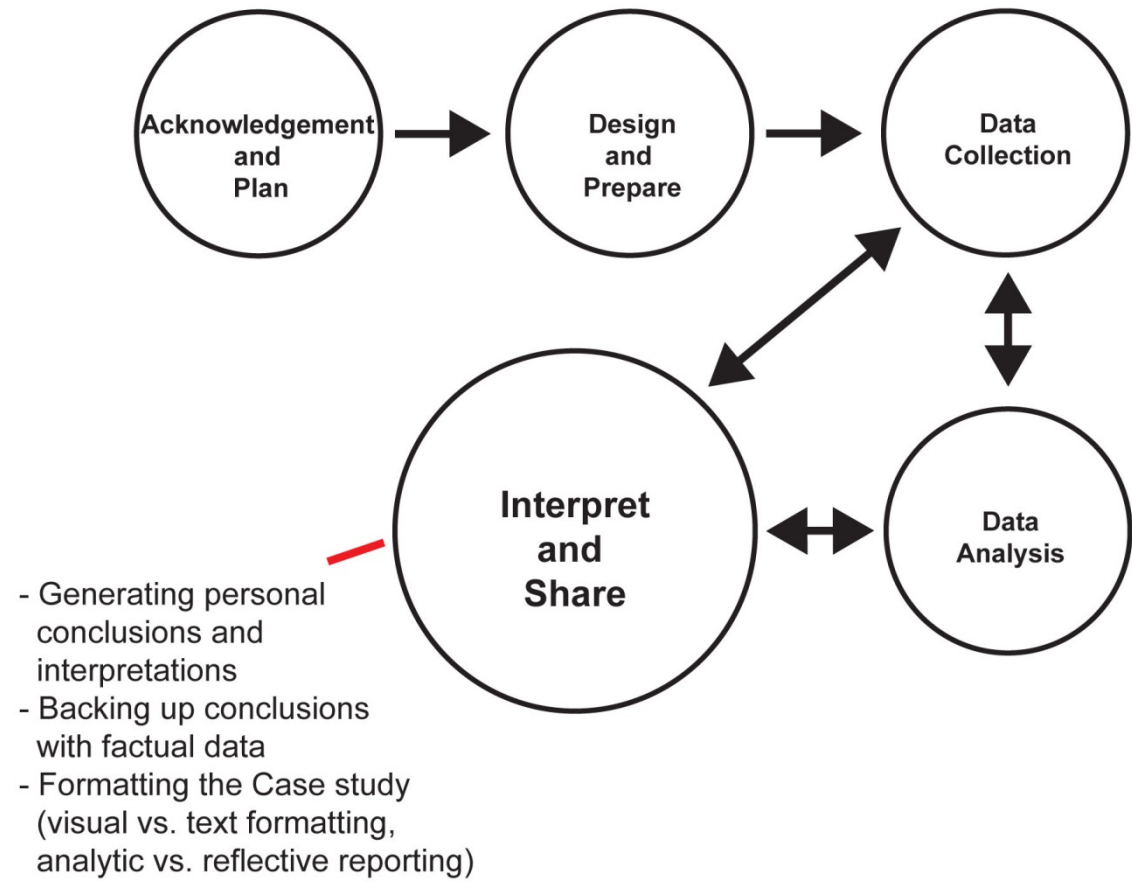 Acknowledgement
and
Plan
Design
and
Prepare
Data
Collection
Interpret
and
Share
Data
Analysis
- Generating personal
conclusions and
interpretations
- Backing up conclusions
with factual data
- Formatting the Case study
(visual vs. text formatting,
analytic vs. reflective reporting)